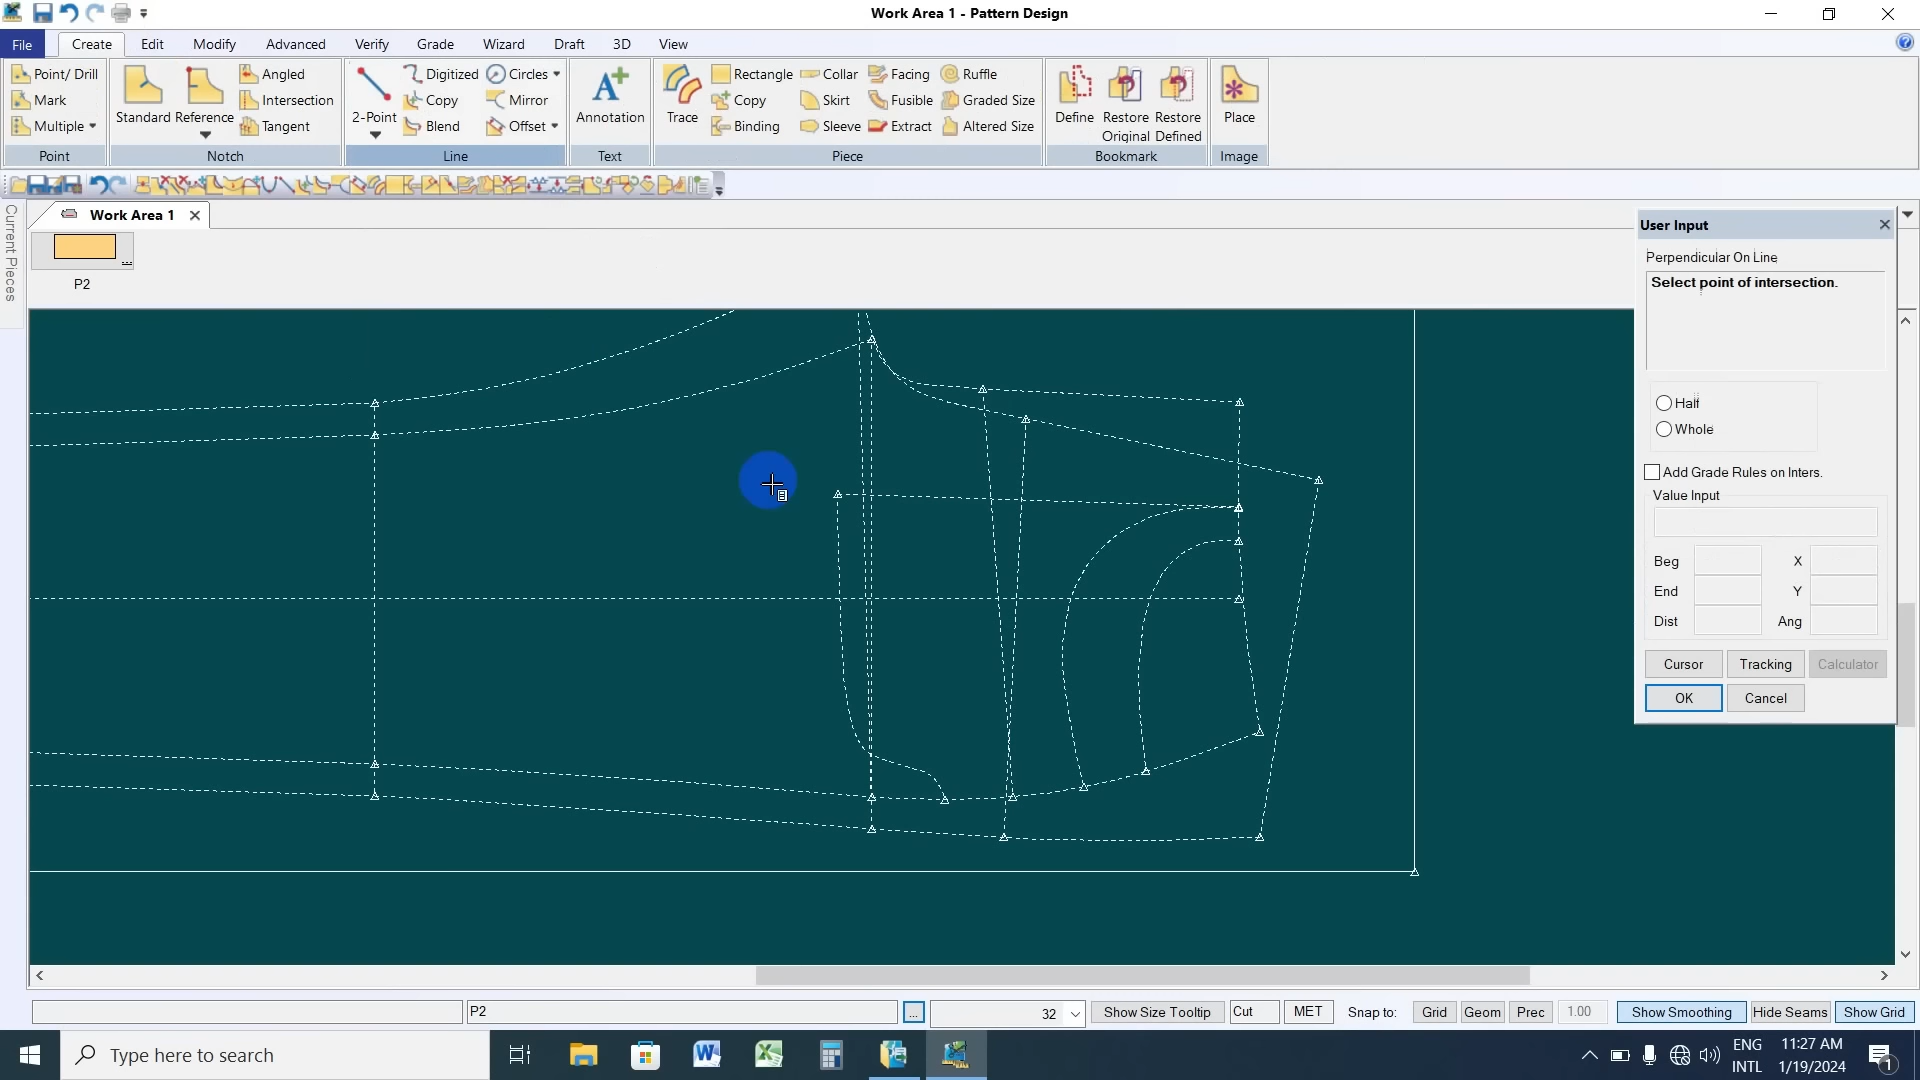 Work Area 1 - Pattern Design
File Create Edit Modify Advanced Verify Grade Wizard Draft 3D View
Point/ Drill Angled Digitized Circles Rectangle Collar Facing Ruffle
Mark Intersection Copy Mirror Copy Skirt Fusible Graded Size
Multiple Standard Reference Tangent 2-Point Blend Offset Annotation Trace Binding Sleeve Extract Altered Size Define Restore Original Restore Defined Place
Point Notch Line Text Piece Bookmark Image
Work Area 1
Current Pieces
P2
User Input
Perpendicular On Line
Select point of intersection.
Half
Whole
Add Grade Rules on Inters.
Value Input
Beg X
End Y
Dist Ang
Cursor Tracking Calculator
OK Cancel
P2 ... 32 Show Size Tooltip Cut MET Snap to: Grid Geom Prec 1.00 Show Smoothing Hide Seams Show Grid
Type here to search
ENG 11:27 AM
INTL 1/19/2024
1